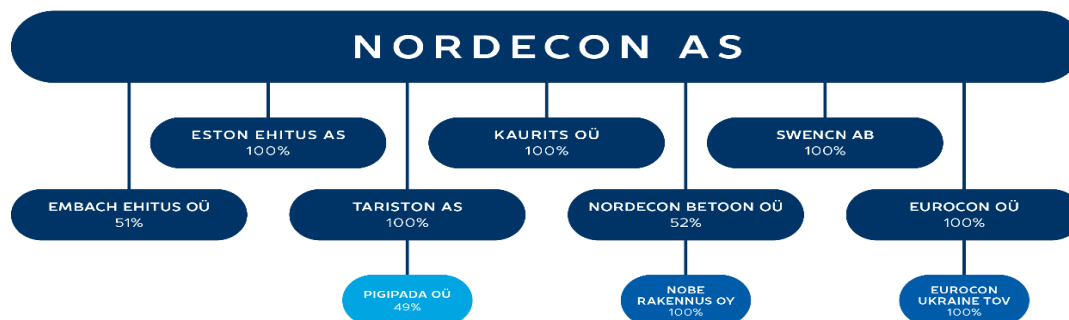 NORDECON AS
ESTON EHITUS AS
100%
KAURITS OÜ
100%
SWENCN AB
100%
EMBACH EHITUS OÜ
51%
TARISTON AS
100%
NORDECON BETOON OÜ
52%
EUROCON OÜ
100%
PIGIPADA OÜ
49%
NOBE
RAKENNUS OY
100%
EUROCON
UKRAINE TOV
100%